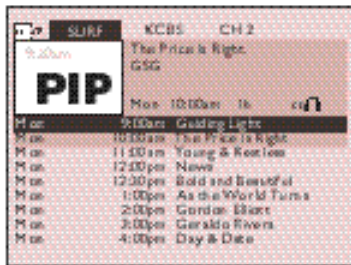 SURF KCBS CH 2
9:20am
The Price Is Right
GSG
PIP
Mon 10:00am 1h cc
Mon 9:00am Guiding Light
Mon 10:00am The Price Is Right
Mon 11:00am Young & Restless
Mon 12:00pm News
Mon 12:30pm Bold and Beautiful
Mon 1:00pm As the World Turns
Mon 2:00pm Gordon Elliott
Mon 3:00pm Geraldo Rivera
Mon 4:00pm Day & Date